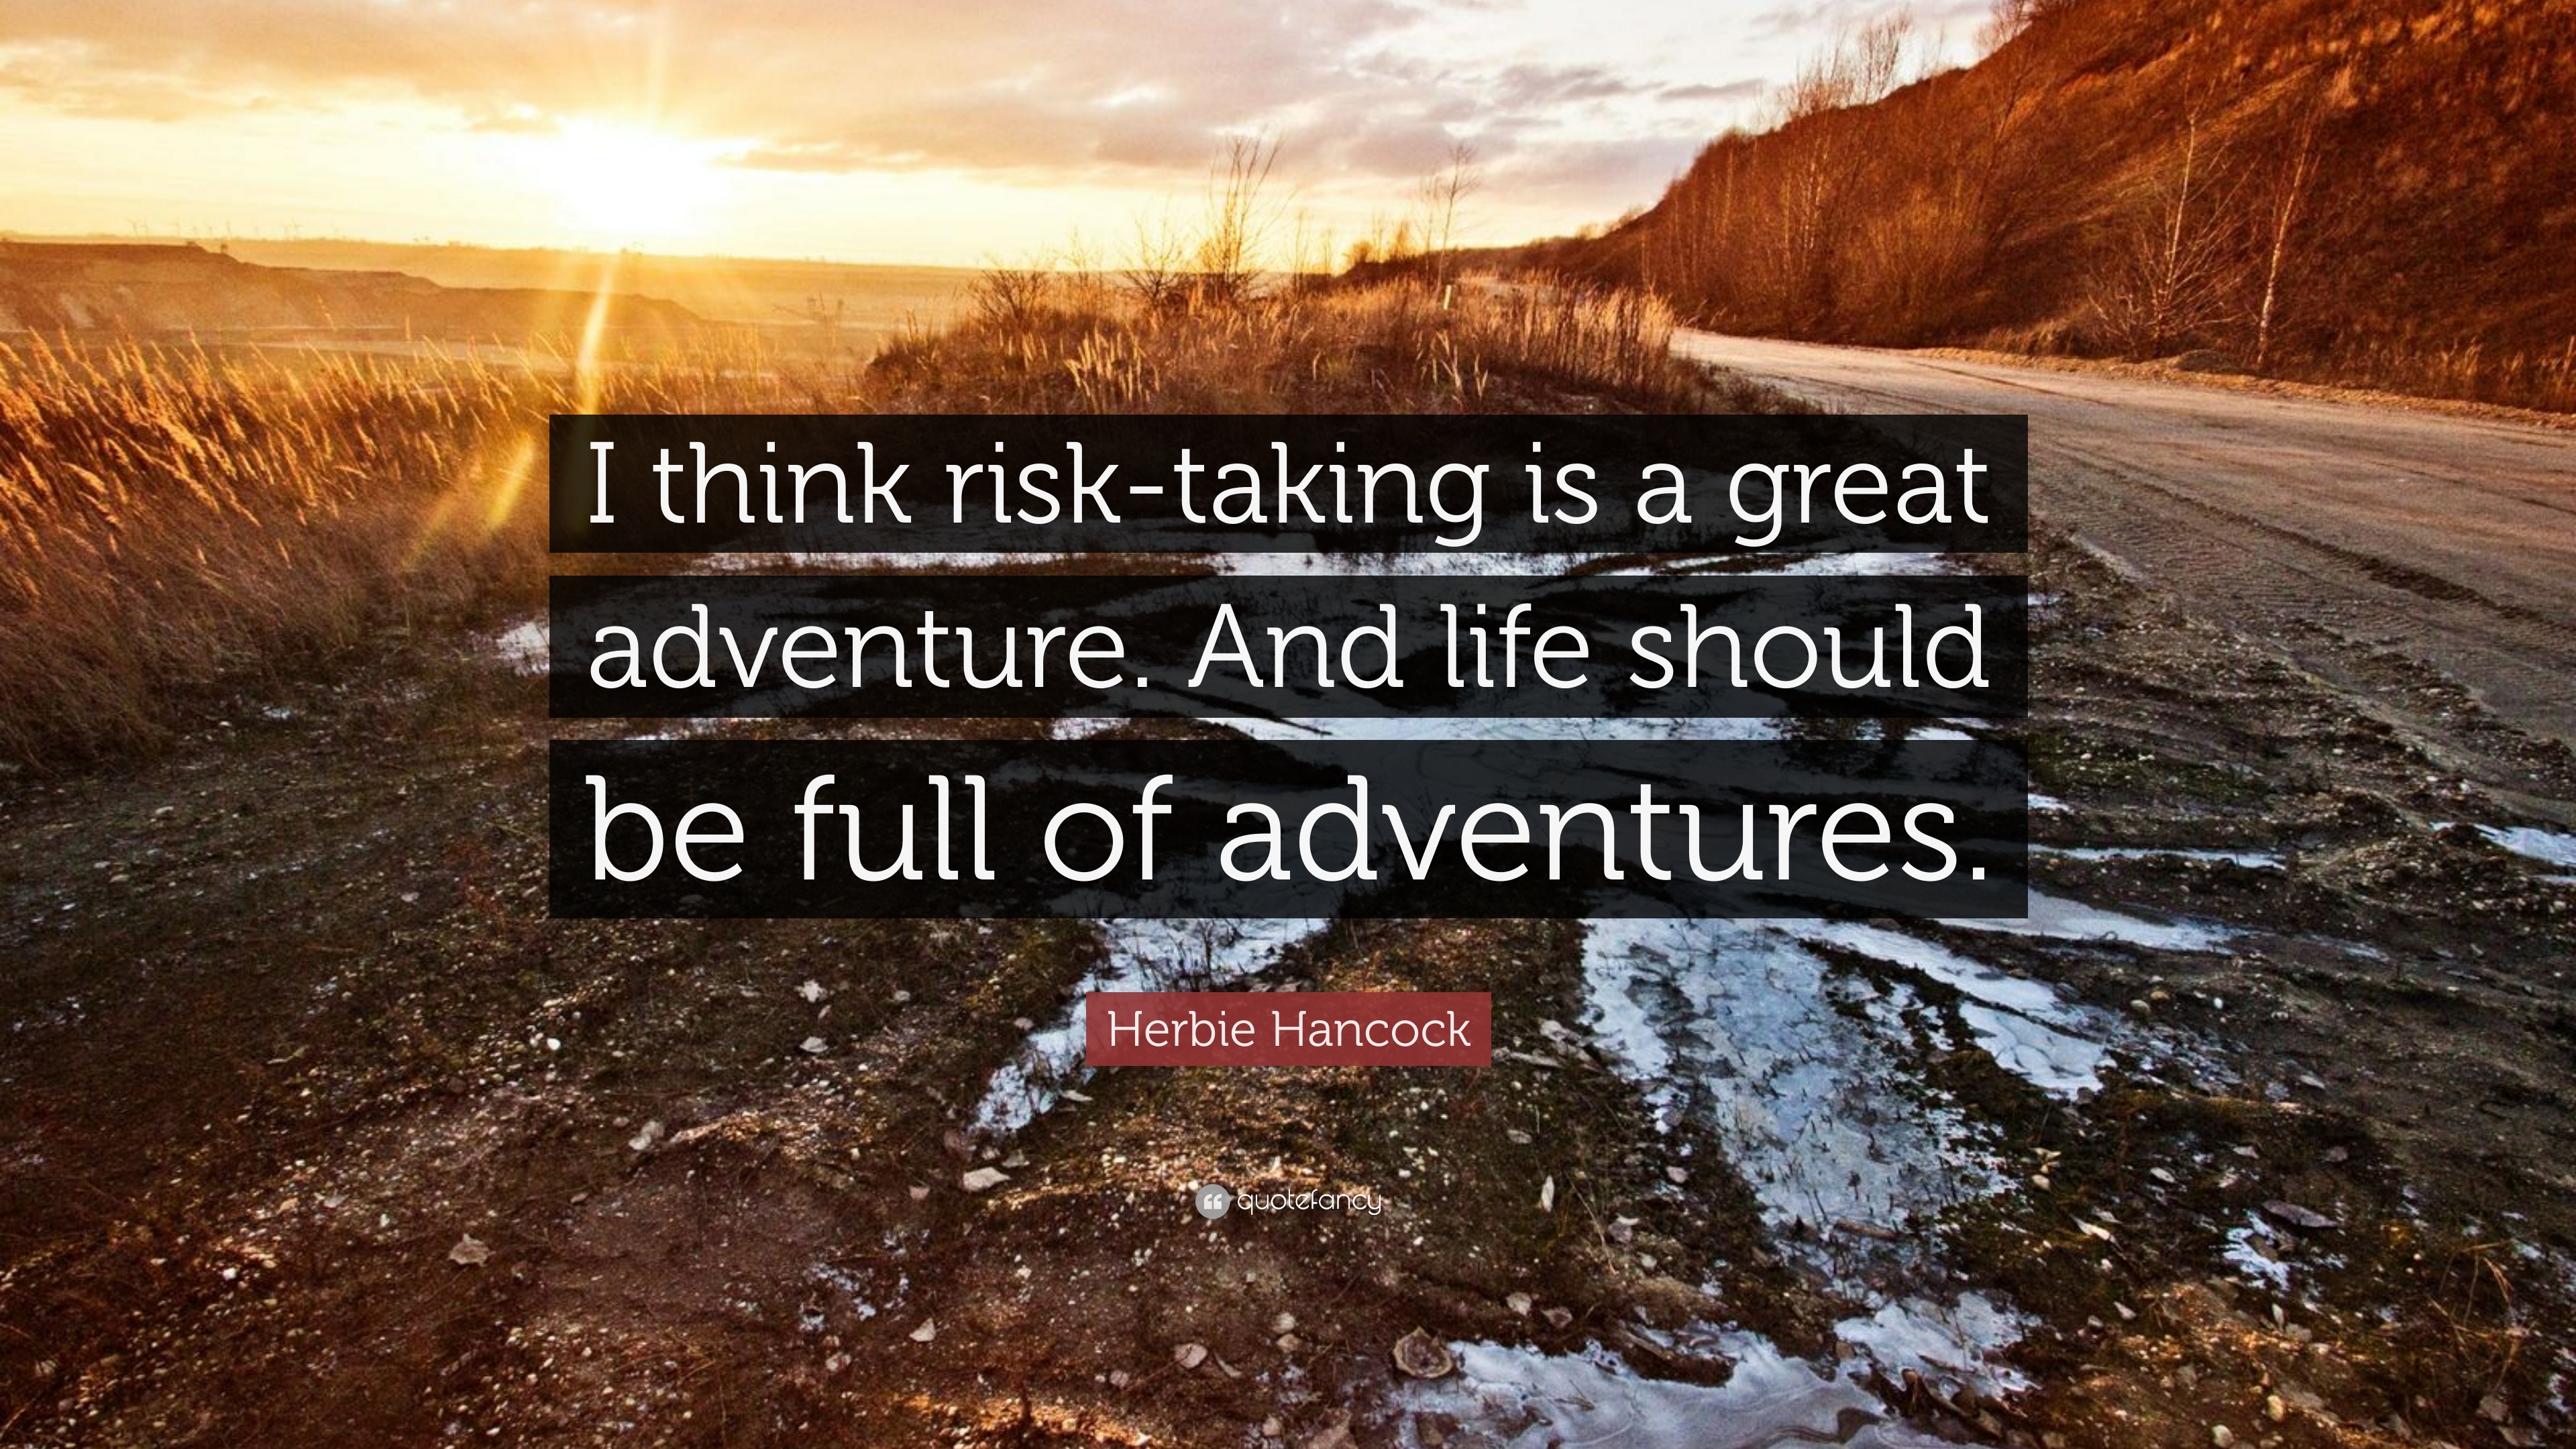 I think risk-taking is a great
adventure. And life should
be full of adventures.
Herbie Hancock
quotefancy